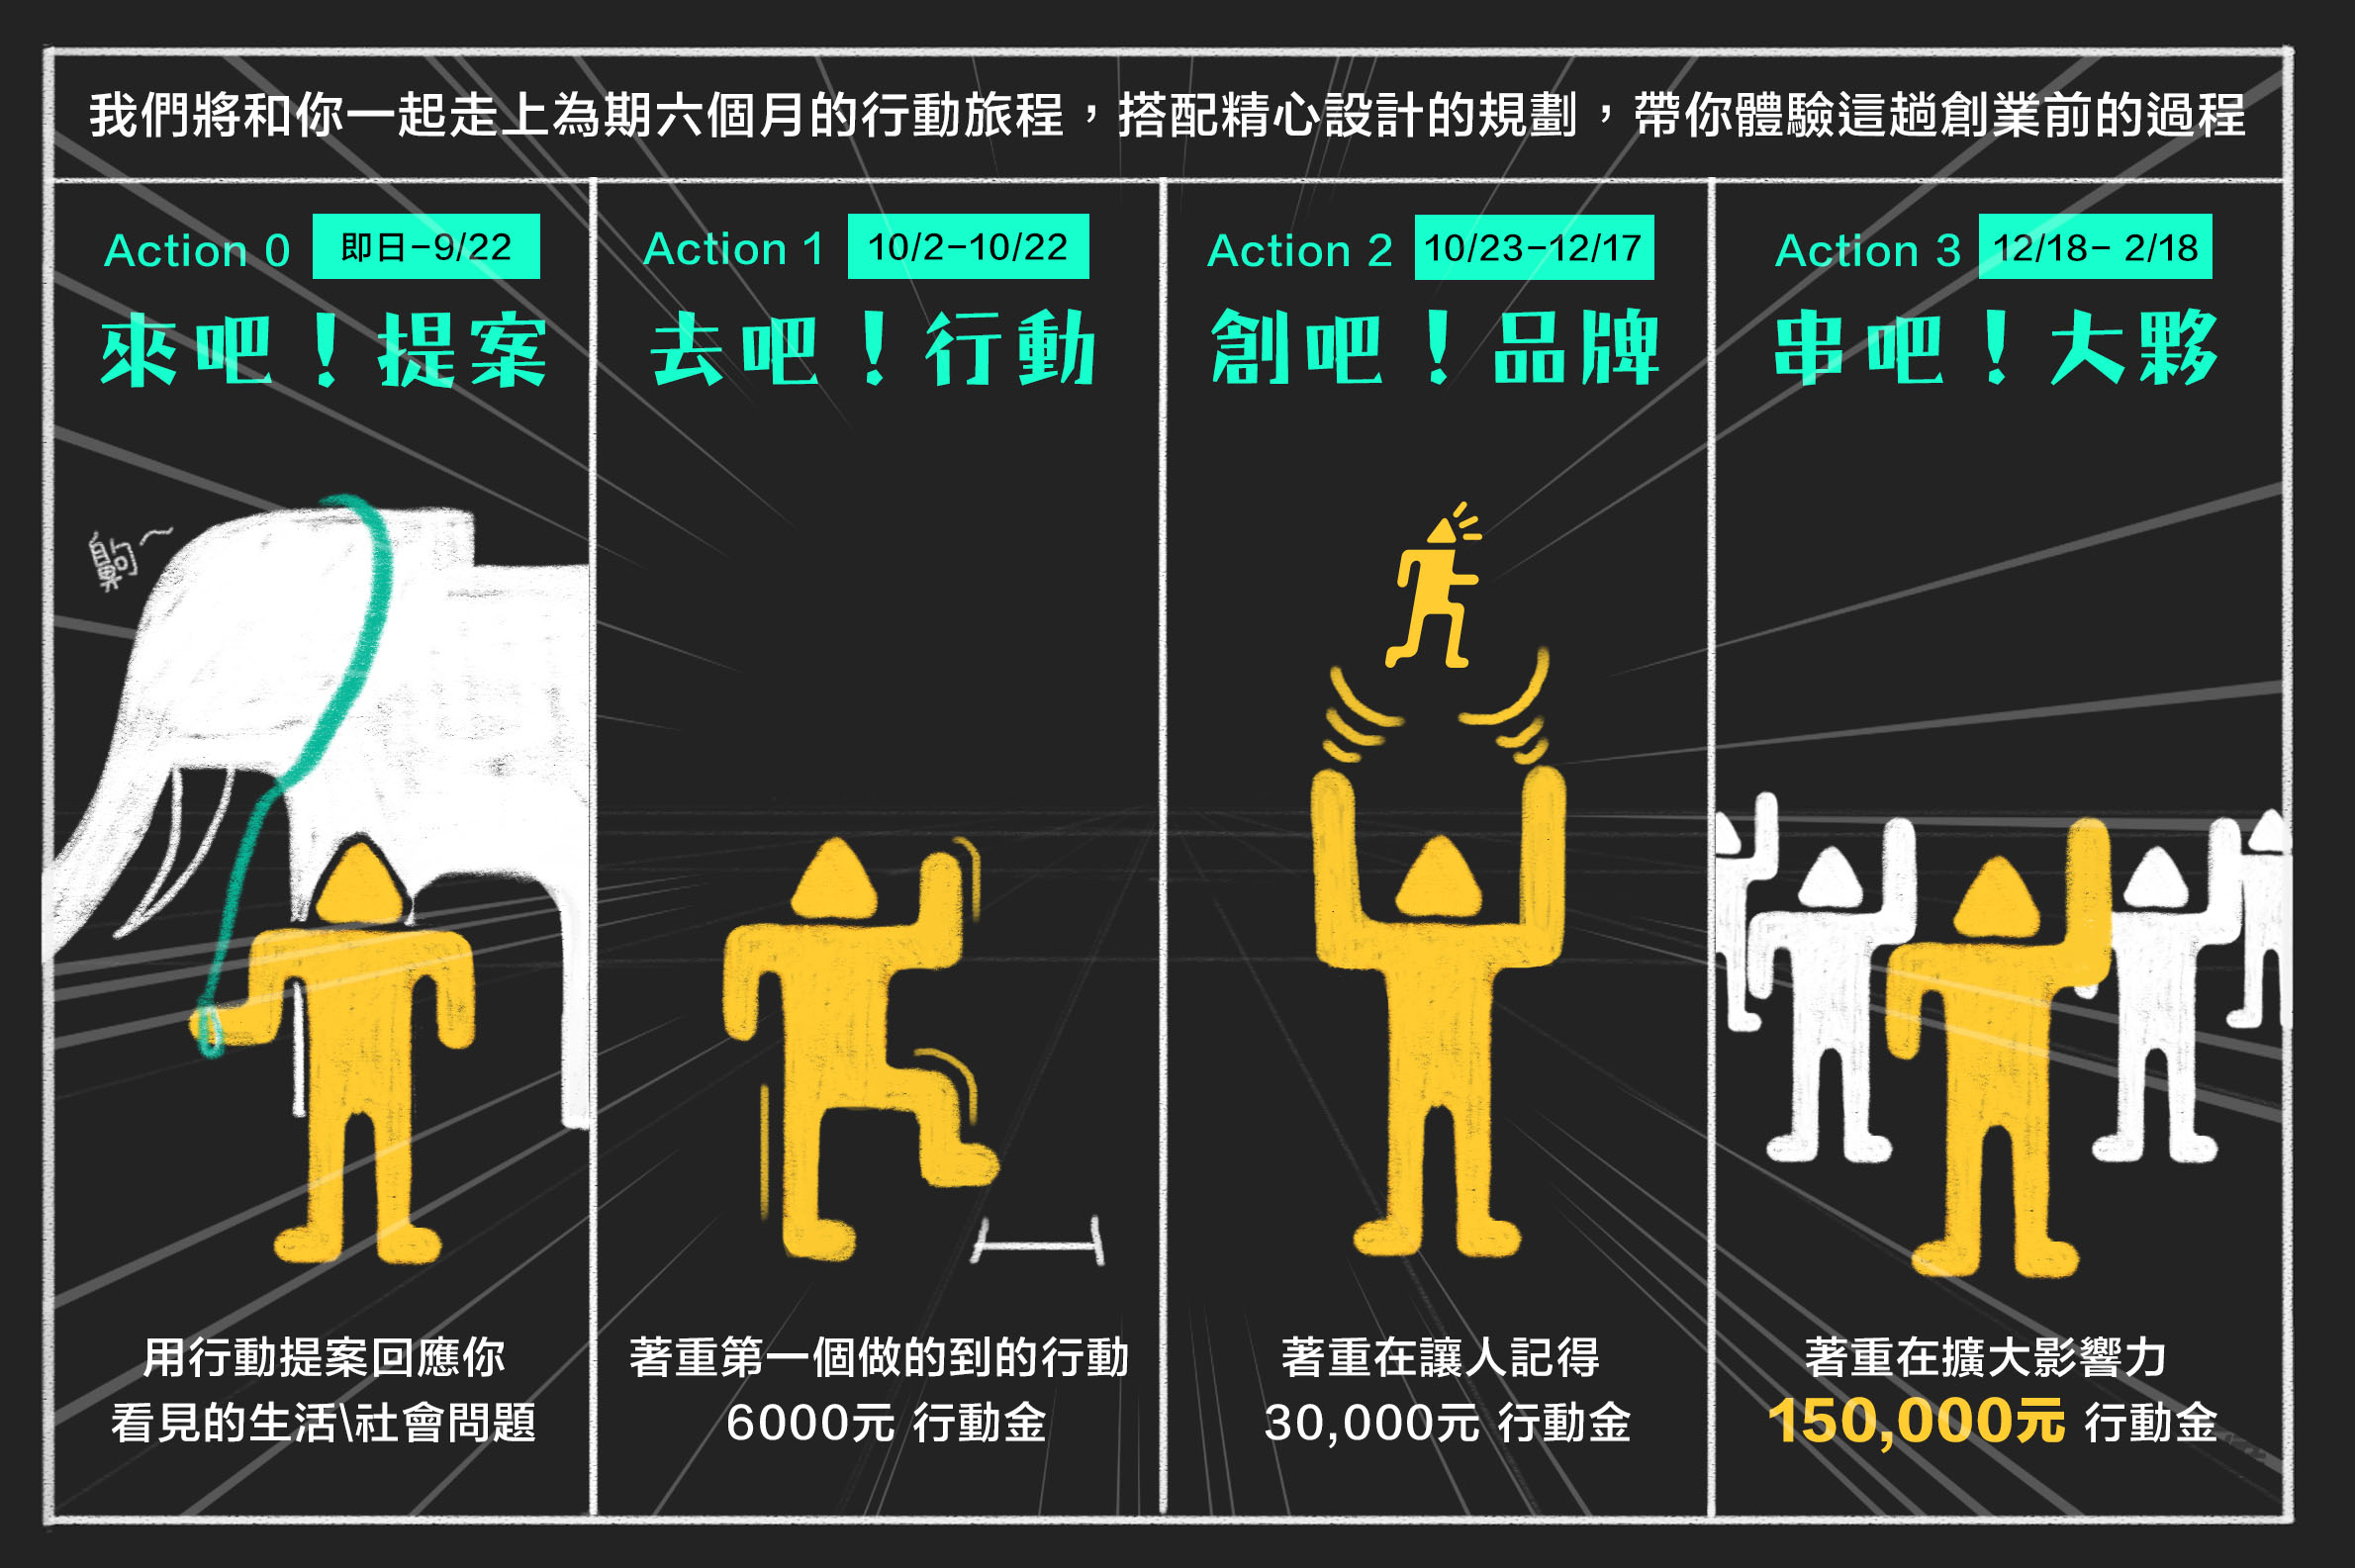 我們將和你一起走上為期六個月的行動旅程，搭配精心設計的規劃，帶你體驗這趟創業前的過程
Action 0 即日-9/22
來吧！提案
齁
用行動提案回應你
看見的生活\社會問題
Action 1 10/2-10/22
去吧！行動
著重第一個做的到的行動
6000元 行動金
Action 2 10/23-12/17
創吧！品牌
著重在讓人記得
30,000元 行動金
Action 3 12/18- 2/18
串吧！大夥
著重在擴大影響力
150,000元 行動金